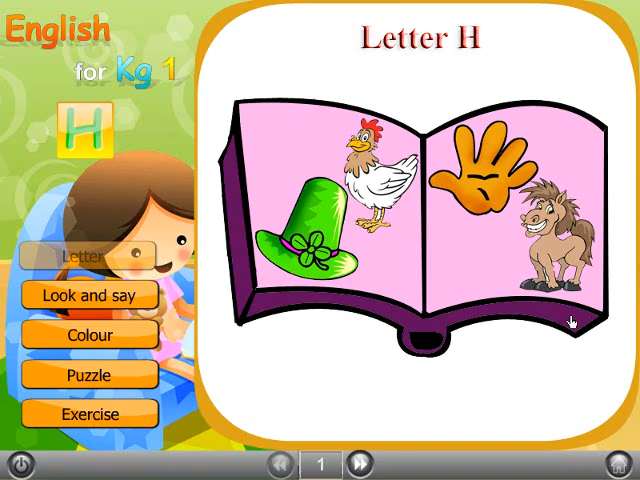 English
for Kg 1
Letter H
H
Letter
Look and say
Colour
Puzzle
Exercise
1